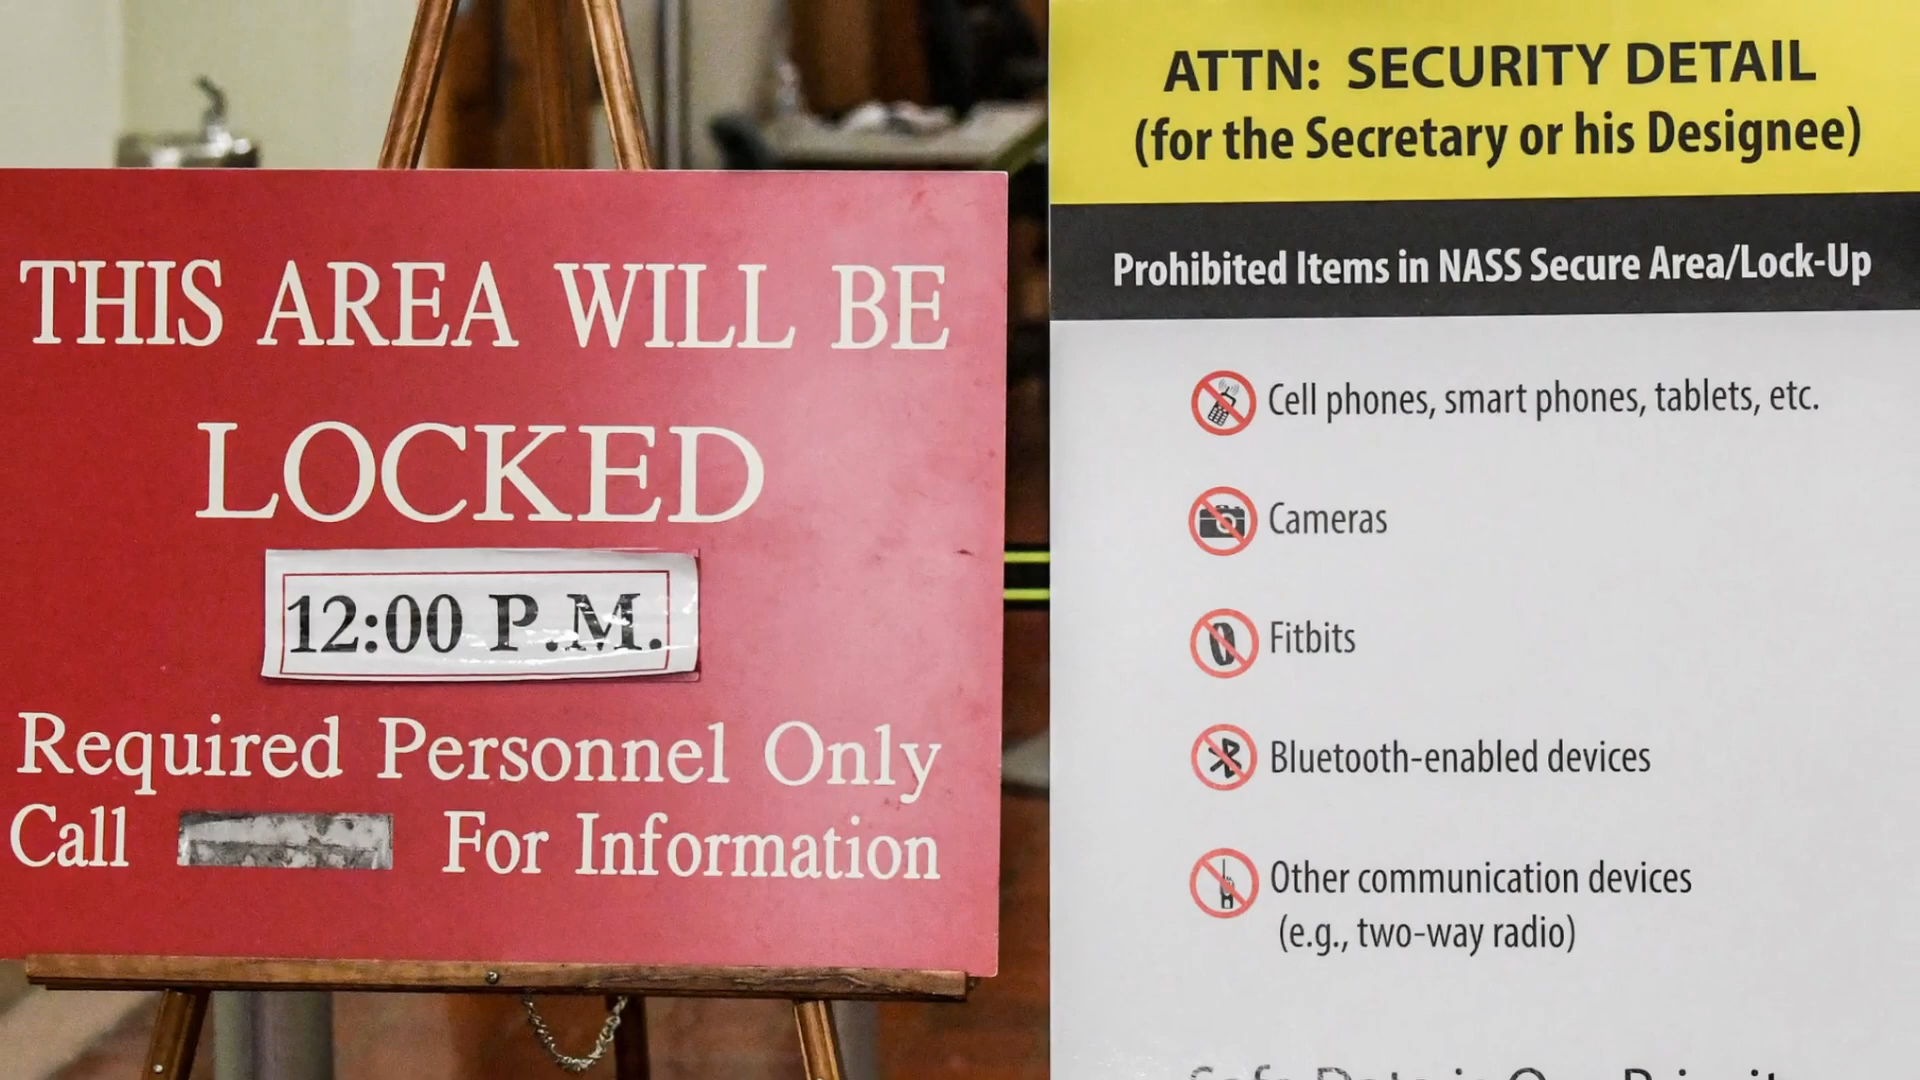 THIS AREA WILL BE
LOCKED
12:00 P.M.
Required Personnel Only
Call For Information
ATTN: SECURITY DETAIL
(for the Secretary or his Designee)
Prohibited Items in NASS Secure Area/Lock-Up
Cell phones, smart phones, tablets, etc.
Cameras
Fitbits
Bluetooth-enabled devices
Other communication devices
(e.g., two-way radio)